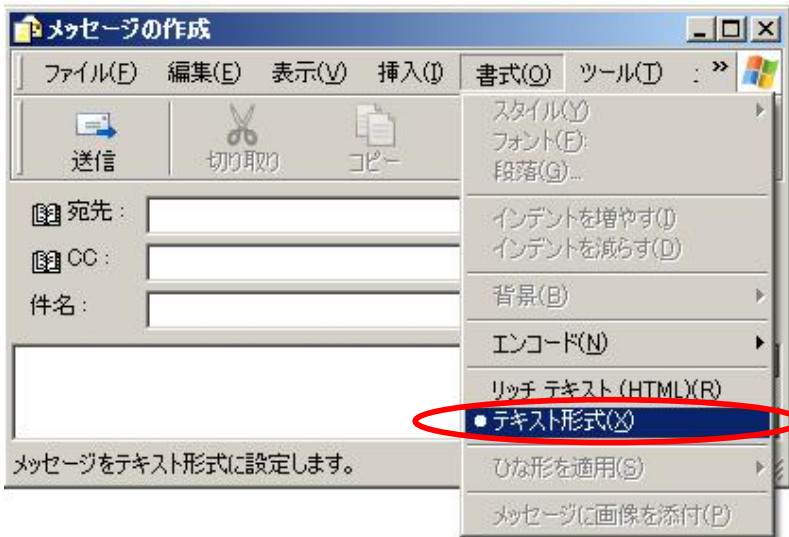 メッセージの作成
ファイル(F) 編集(E) 表示(V) 挿入(I) 書式(O) ツール(T) : »
送信 切り取り コピー
宛先 :
CC :
件名 :
スタイル(Y)
フォント(F):
段落(G)...
インデントを増やす(I)
インデントを減らす(D)
背景(B)
エンコード(N)
リッチ テキスト (HTML)(R)
テキスト形式(X)
ひな形を適用(S)
メッセージに画像を添付(P)
メッセージをテキスト形式に設定します。